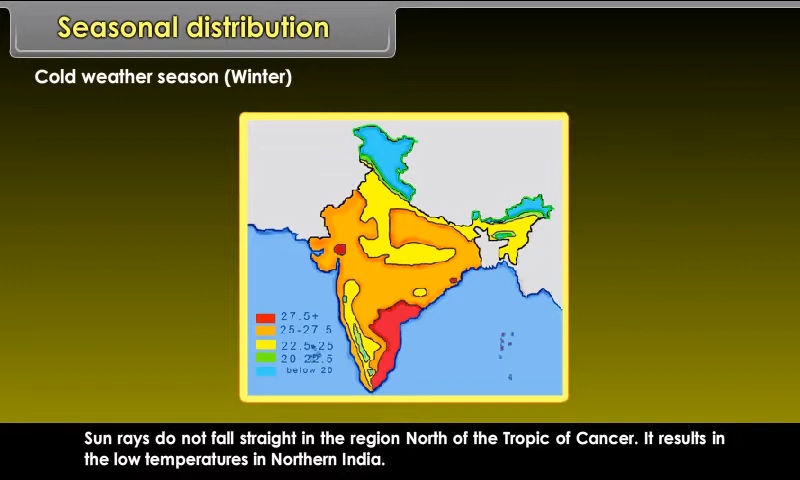 Seasonal distribution
Cold weather season (Winter)
27.5+
25-27.5
22.5-25
20-22.5
below 20
Sun rays do not fall straight in the region North of the Tropic of Cancer. It results in
the low temperatures in Northern India.